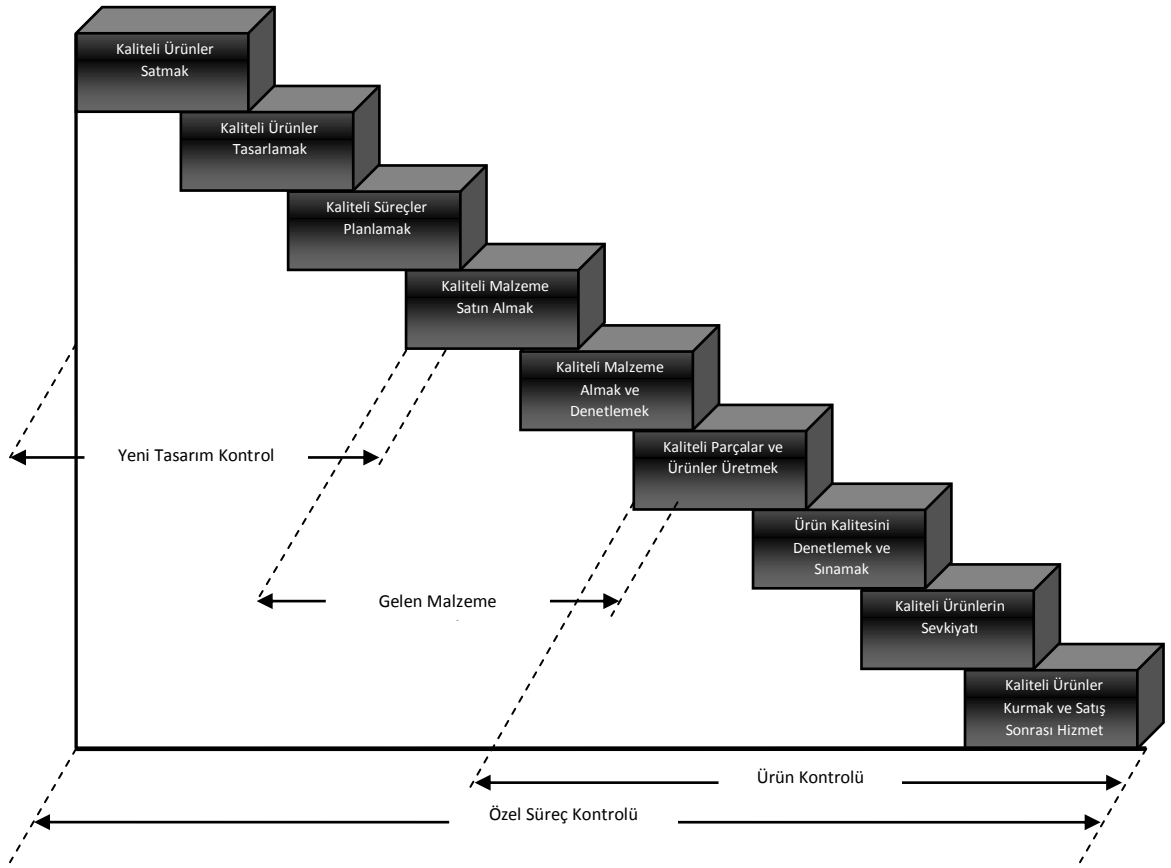 Kaliteli Ürünler
Satmak
Kaliteli Ürünler
Tasarlamak
Kaliteli Süreçler
Planlamak
Kaliteli Malzeme
Satın Almak
Kaliteli Malzeme
Almak ve
Denetlemek
Kaliteli Parçalar ve
Ürünler Üretmek
Yeni Tasarım Kontrol
Ürün Kalitesini
Denetlemek ve
Sınamak
Gelen Malzeme
Kaliteli Ürünlerin
Sevkiyatı
Kaliteli Ürünler
Kurmak ve Satış
Sonrası Hizmet
Ürün Kontrolü
Özel Süreç Kontrolü